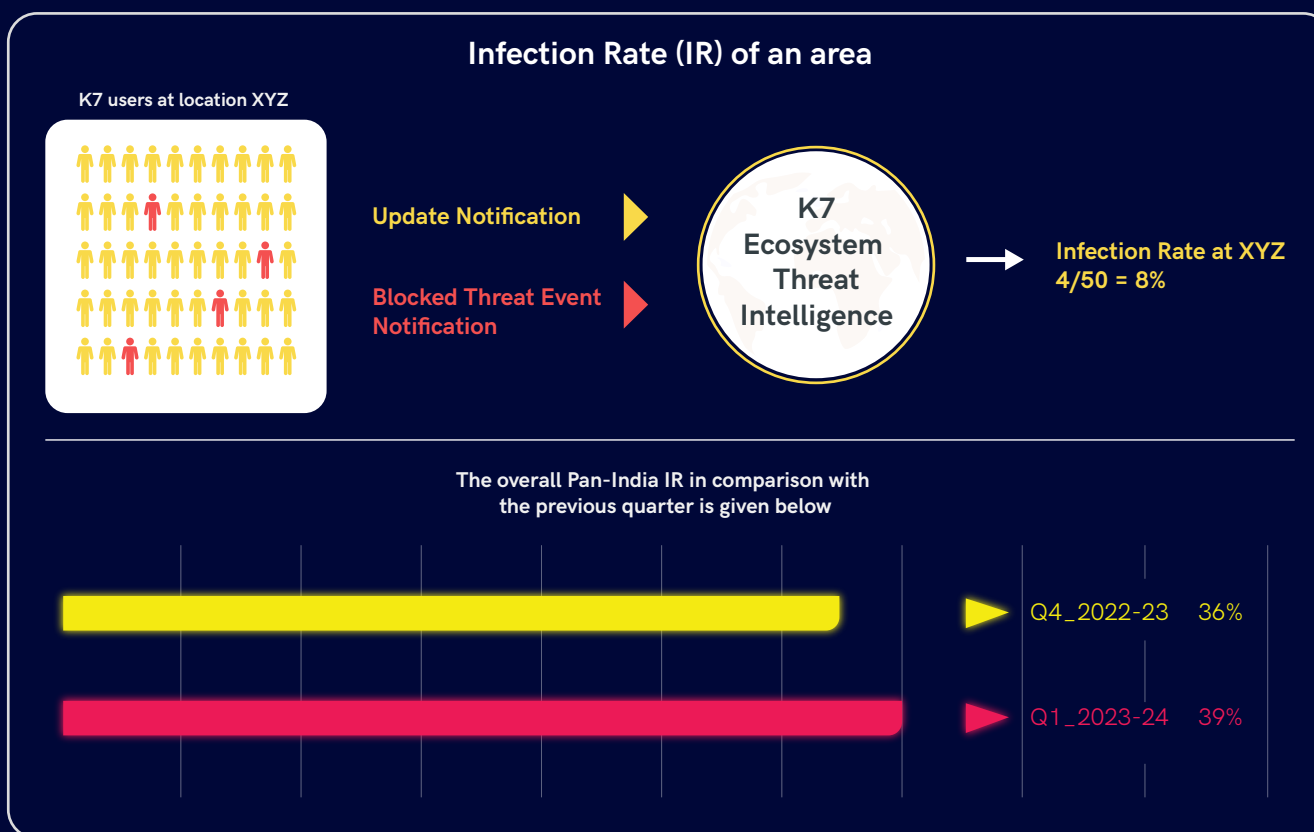 Infection Rate (IR) of an area
K7 users at location XYZ
Update Notification
Blocked Threat Event
Notification
K7
Ecosystem
Threat
Intelligence
Infection Rate at XYZ
4/50 = 8%
The overall Pan-India IR in comparison with
the previous quarter is given below
Q4_2022-23 36%
Q1_2023-24 39%